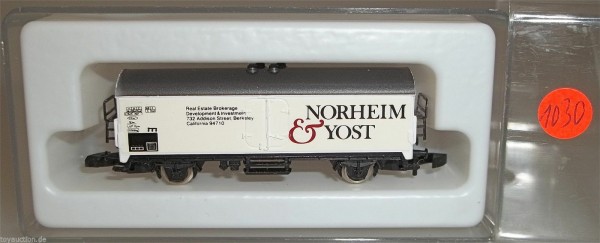 Real Estate Brokerage
Development & Investment
732 Addison Street, Berkeley
California 94710
NORHEIM
& YOST
E
1030
toyauction.de